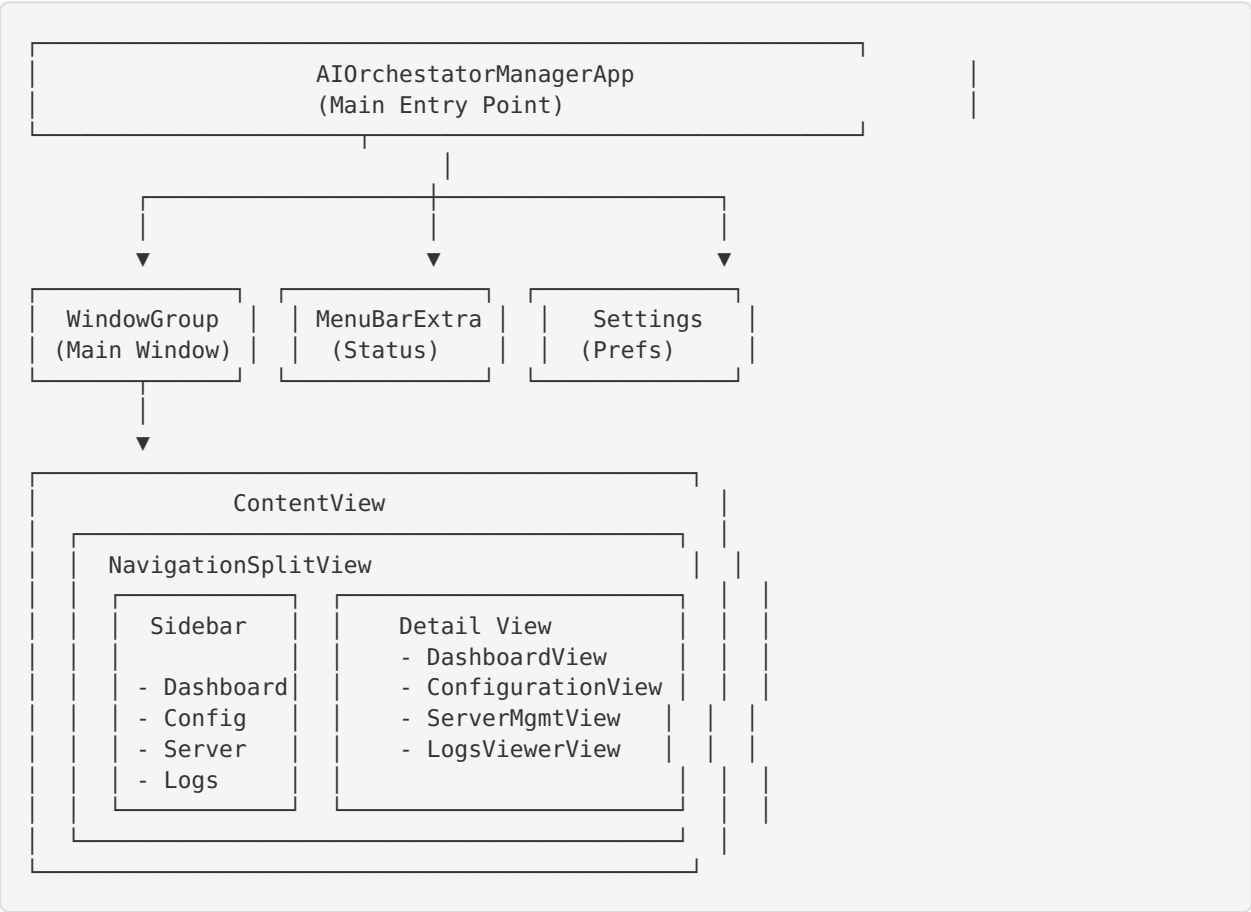 AIOrchestatorManagerApp
(Main Entry Point)
WindowGroup MenuBarExtra Settings
(Main Window) (Status) (Prefs)
ContentView
NavigationSplitView
Sidebar Detail View
- DashboardView
- Dashboard - ConfigurationView
- Config - ServerMgmtView
- Server - LogsViewerView
- Logs